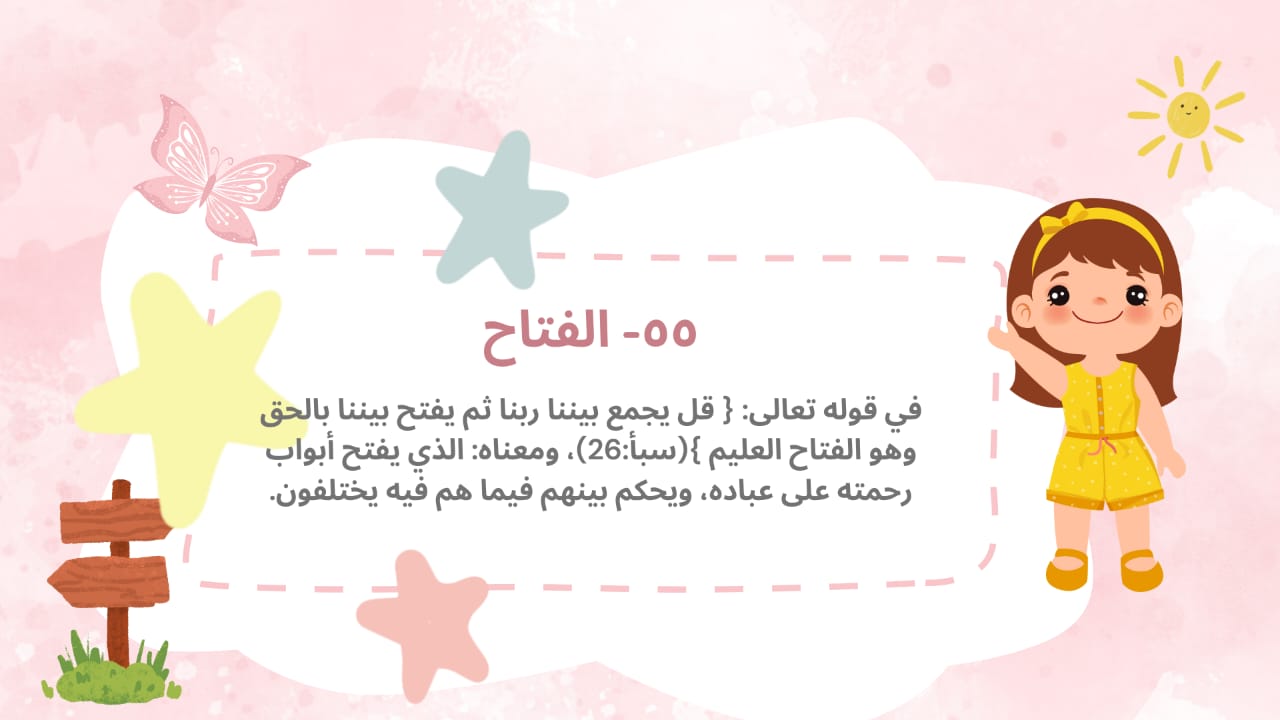 ٥٥- الفتاح
في قوله تعالى: { قل يجمع بيننا ربنا ثم يفتح بيننا بالحق
وهو الفتاح العليم }(سبأ:26)، ومعناه: الذي يفتح أبواب
رحمته على عباده، ويحكم بينهم فيما هم فيه يختلفون.